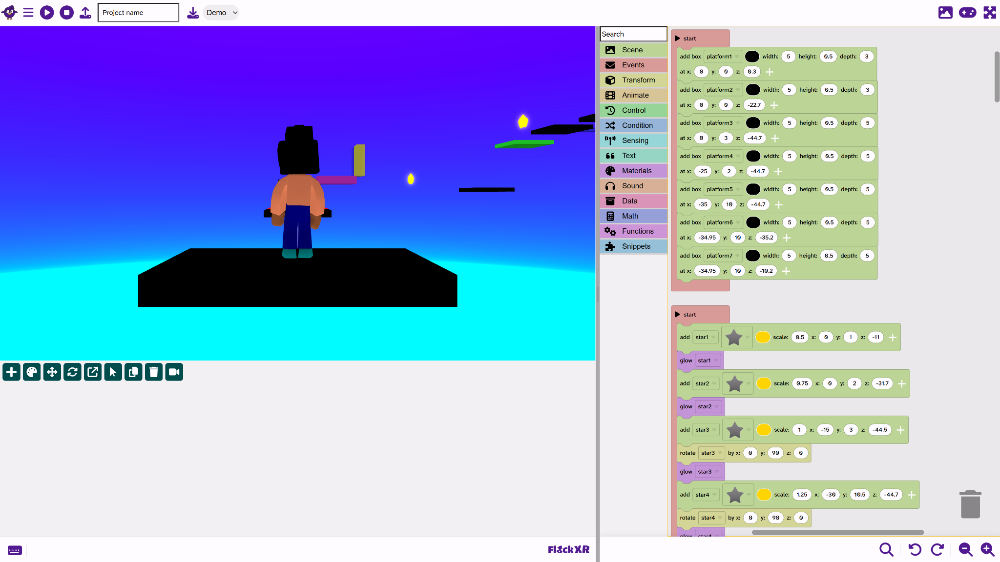 Project name
Demo
Search
Scene
Events
Transform
Animate
Control
Condition
Sensing
Text
Materials
Sound
Data
Math
Functions
Snippets
start
add box platform1 width: 5 height: 0.5 depth: 3
at x: 0 y: 0 z: 0.3
add box platform2 width: 5 height: 0.5 depth: 3
at x: 0 y: 0 z: -22.7
add box platform3 width: 5 height: 0.5 depth: 5
at x: 0 y: 3 z: -44.7
add box platform4 width: 5 height: 0.5 depth: 5
at x: -25 y: 2 z: -44.7
add box platform5 width: 5 height: 0.5 depth: 5
at x: -35 y: 10 z: -44.7
add box platform6 width: 5 height: 0.5 depth: 5
at x: -34.95 y: 10 z: -35.2
add box platform7 width: 5 height: 0.5 depth: 5
at x: -34.95 y: 10 z: -10.2
start
add star1 scale: 0.5 x: 0 y: 1 z: -11
glow star1
add star2 scale: 0.75 x: 0 y: 2 z: -31.7
glow star2
add star3 scale: 1 x: -15 y: 3 z: -44.5
rotate star3 by x: 0 y: 90 z: 0
glow star3
add star4 scale: 1.25 x: -30 y: 10.5 z: -44.7
rotate star4 by x: 0 y: 90 z: 0
glow star4
Flock XR